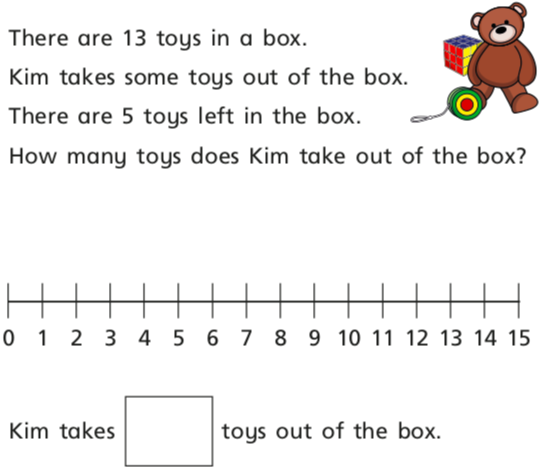 There are 13 toys in a box.
Kim takes some toys out of the box.
There are 5 toys left in the box.
How many toys does Kim take out of the box?
0 1 2 3 4 5 6 7 8 9 10 11 12 13 14 15
Kim takes toys out of the box.